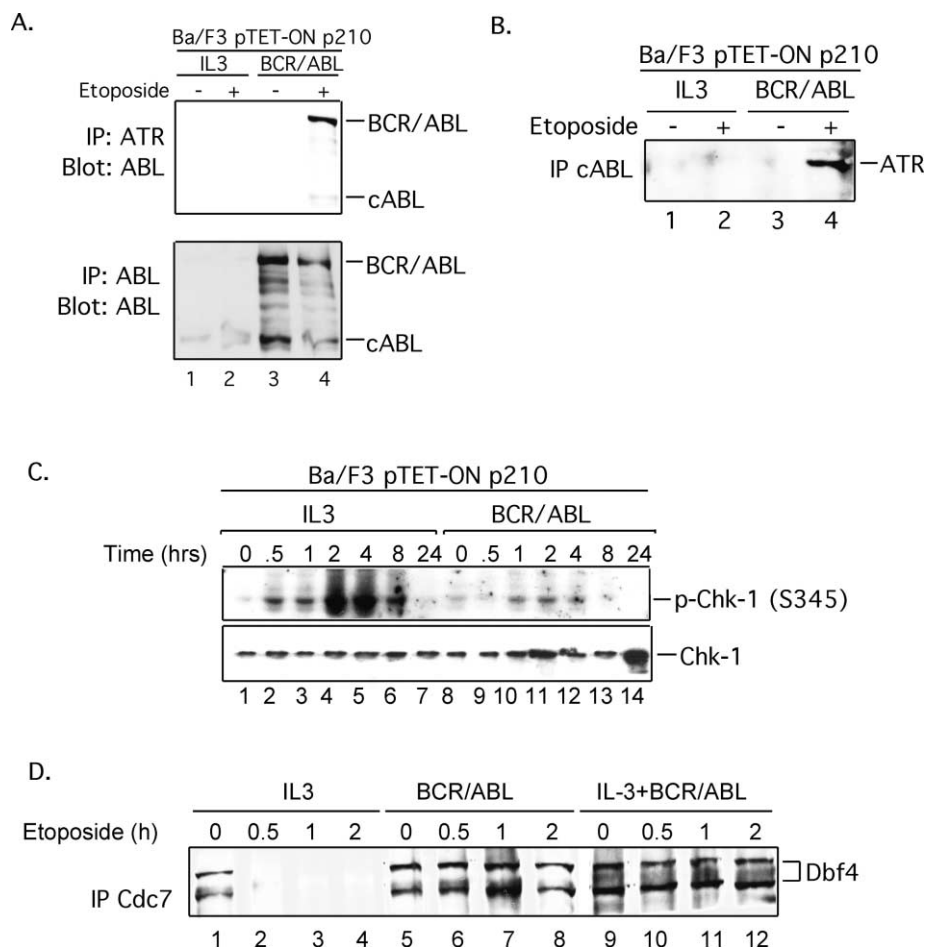 A.
Ba/F3 pTET-ON p210
IL3 BCR/ABL
Etoposide - + - +
IP: ATR
Blot: ABL
BCR/ABL
cABL
IP: ABL
Blot: ABL
BCR/ABL
cABL
1 2 3 4
B.
Ba/F3 pTET-ON p210
IL3 BCR/ABL
Etoposide - + - +
IP cABL ATR
1 2 3 4
C.
Ba/F3 pTET-ON p210
IL3 BCR/ABL
Time (hrs) 0 .5 1 2 4 8 24 0 .5 1 2 4 8 24
p-Chk-1 (S345)
Chk-1
1 2 3 4 5 6 7 8 9 10 11 12 13 14
D.
IL3 BCR/ABL IL-3+BCR/ABL
Etoposide (h) 0 0.5 1 2 0 0.5 1 2 0 0.5 1 2
IP Cdc7 Dbf4
1 2 3 4 5 6 7 8 9 10 11 12